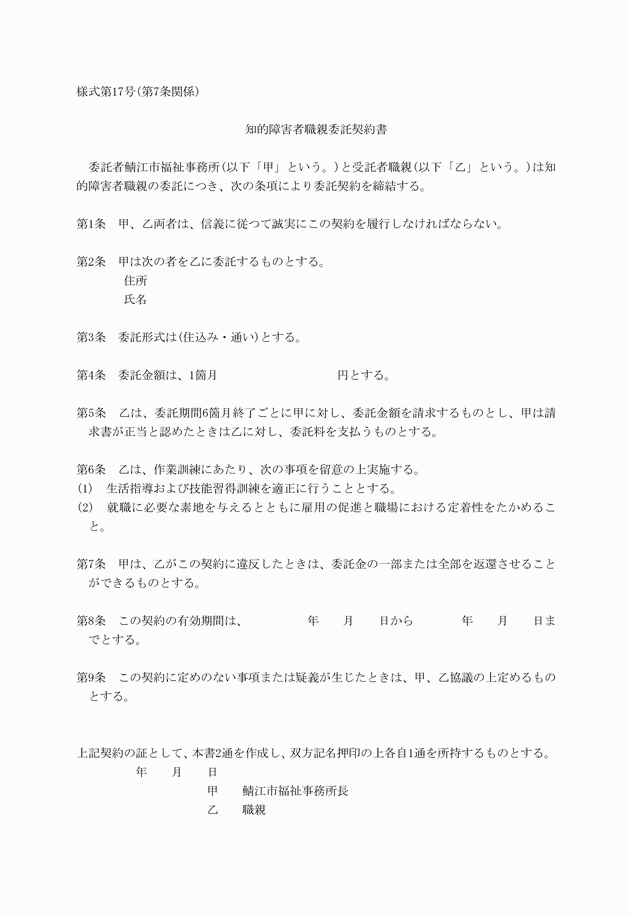 様式第17号(第7条関係)
知的障害者職親委託契約書
委託者鯖江市福祉事務所(以下「甲」という。)と受託者職親(以下「乙」という。)は知
的障害者職親の委託につき、次の条項により委託契約を締結する。
第1条　甲、乙両者は、信義に従つて誠実にこの契約を履行しなければならない。
第2条　甲は次の者を乙に委託するものとする。
住所
氏名
第3条　委託形式は(住込み・通い)とする。
第4条　委託金額は、1箇月　　　　　　　　　　円とする。
第5条　乙は、委託期間6箇月終了ごとに甲に対し、委託金額を請求するものとし、甲は請
求書が正当と認めたときは乙に対し、委託料を支払うものとする。
第6条　乙は、作業訓練にあたり、次の事項を留意の上実施する。
(1)　生活指導および技能習得訓練を適正に行うこととする。
(2)　就職に必要な素地を与えるとともに雇用の促進と職場における定着性をたかめるこ
と。
第7条　甲は、乙がこの契約に違反したときは、委託金の一部または全部を返還させること
ができるものとする。
第8条　この契約の有効期間は、　　　　　年　　月　　日から　　　　年　　月　　日ま
でとする。
第9条　この契約に定めのない事項または疑義が生じたときは、甲、乙協議の上定めるもの
とする。
上記契約の証として、本書2通を作成し、双方記名押印の上各自1通を所持するものとする。
年　　月　　日
甲　　鯖江市福祉事務所長
乙　　職親